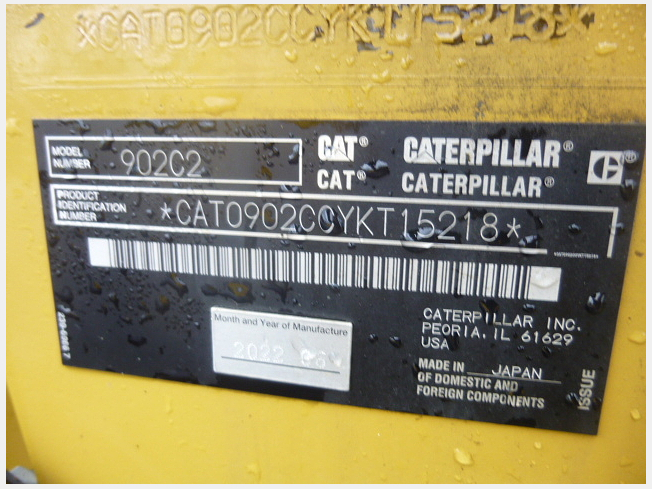 *CAT0902CCYKT15218*
MODEL
NUMBER 902C2
CAT® CATERPILLAR®
CAT® CATERPILLAR®
PRODUCT
IDENTIFICATION
NUMBER *CAT0902CCYKT15218*
Month and Year of Manufacture
2022
CATERPILLAR INC.
PEORIA, IL 61629
USA
MADE IN JAPAN
OF DOMESTIC AND
FOREIGN COMPONENTS
ISSUE